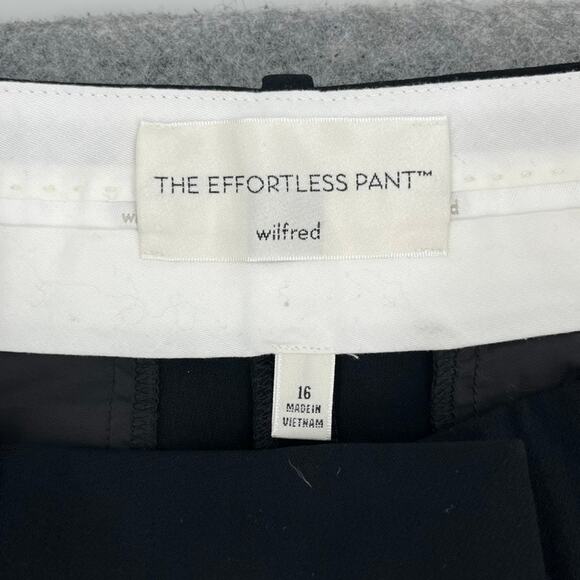 THE EFFORTLESS PANT™
wilfred
16
MADE IN
VIETNAM